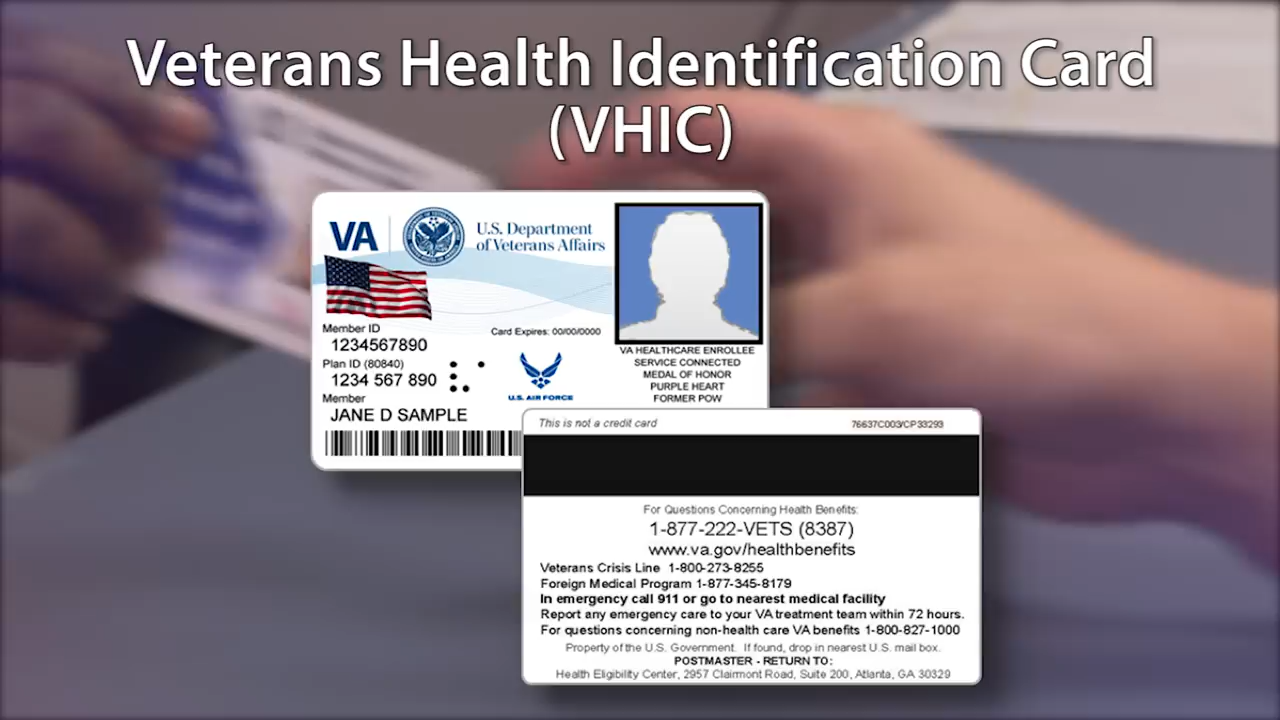 Veterans Health Identification Card
(VHIC)
VA
U.S. Department
of Veterans Affairs
Member ID
Card Expires: 00/00/0000
1234567890
Plan ID (80840)
1234 567 890
Member
JANE D SAMPLE
U.S. AIR FORCE
VA HEALTHCARE ENROLLEE
SERVICE CONNECTED
MEDAL OF HONOR
PURPLE HEART
FORMER POW
This is not a credit card
76637C003/CP33293
For Questions Concerning Health Benefits:
1-877-222-VETS (8387)
www.va.gov/healthbenefits
Veterans Crisis Line 1-800-273-8255
Foreign Medical Program 1-877-345-8179
In emergency call 911 or go to nearest medical facility
Report any emergency care to your VA treatment team within 72 hours.
For questions concerning non-health care VA benefits 1-800-827-1000
Property of the U.S. Government. If found, drop in nearest U.S. mail box.
POSTMASTER - RETURN TO:
Health Eligibility Center, 2957 Clairmont Road, Suite 200, Atlanta, GA 30329